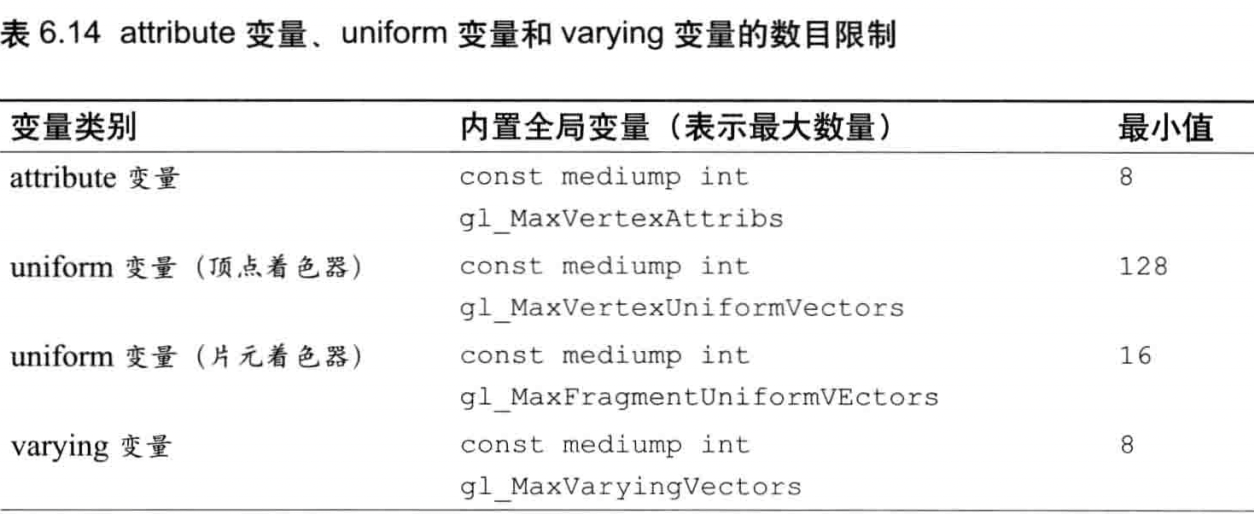 表 6.14 attribute 变量、uniform 变量和 varying 变量的数目限制
变量类别 内置全局变量（表示最大数量） 最小值
attribute 变量 const mediump int 8
gl_MaxVertexAttribs
uniform 变量（顶点着色器） const mediump int 128
gl_MaxVertexUniformVectors
uniform 变量（片元着色器） const mediump int 16
gl_MaxFragmentUniformVEctors
varying 变量 const mediump int 8
gl_MaxVaryingVectors